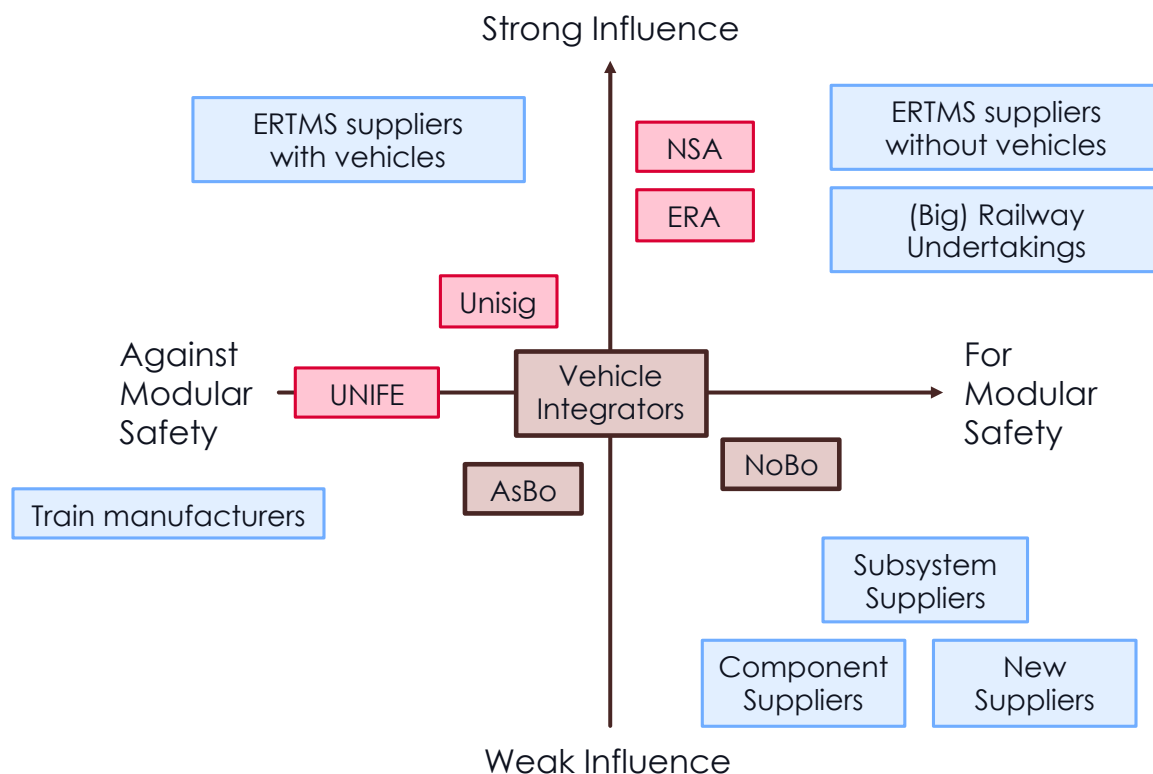 Strong Influence
ERTMS suppliers
with vehicles
NSA
ERTMS suppliers
without vehicles
ERA
(Big) Railway
Undertakings
Unisig
Against
Modular
Safety
UNIFE
Vehicle
Integrators
For
Modular
Safety
NoBo
AsBo
Train manufacturers
Subsystem
Suppliers
Component
Suppliers
New
Suppliers
Weak Influence